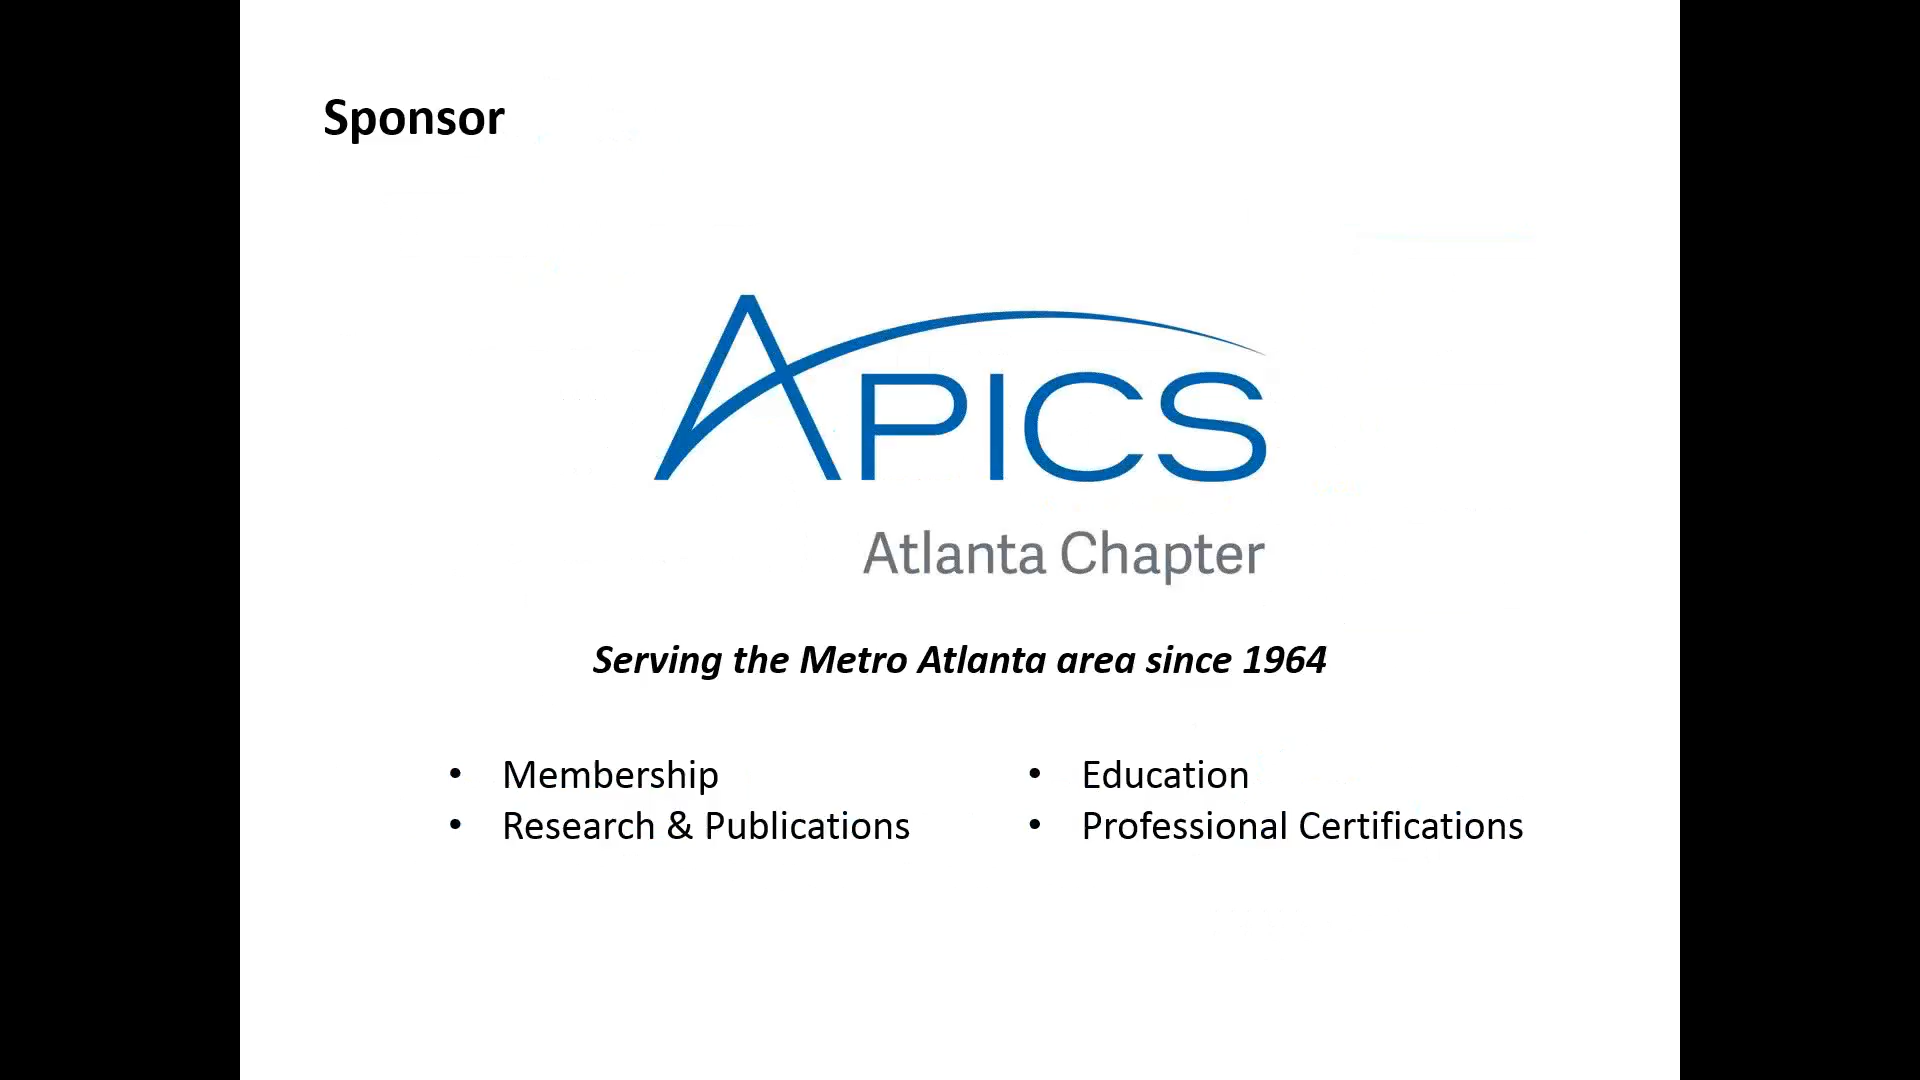 Sponsor
APICS
Atlanta Chapter
Serving the Metro Atlanta area since 1964
• Membership
• Research & Publications
• Education
• Professional Certifications